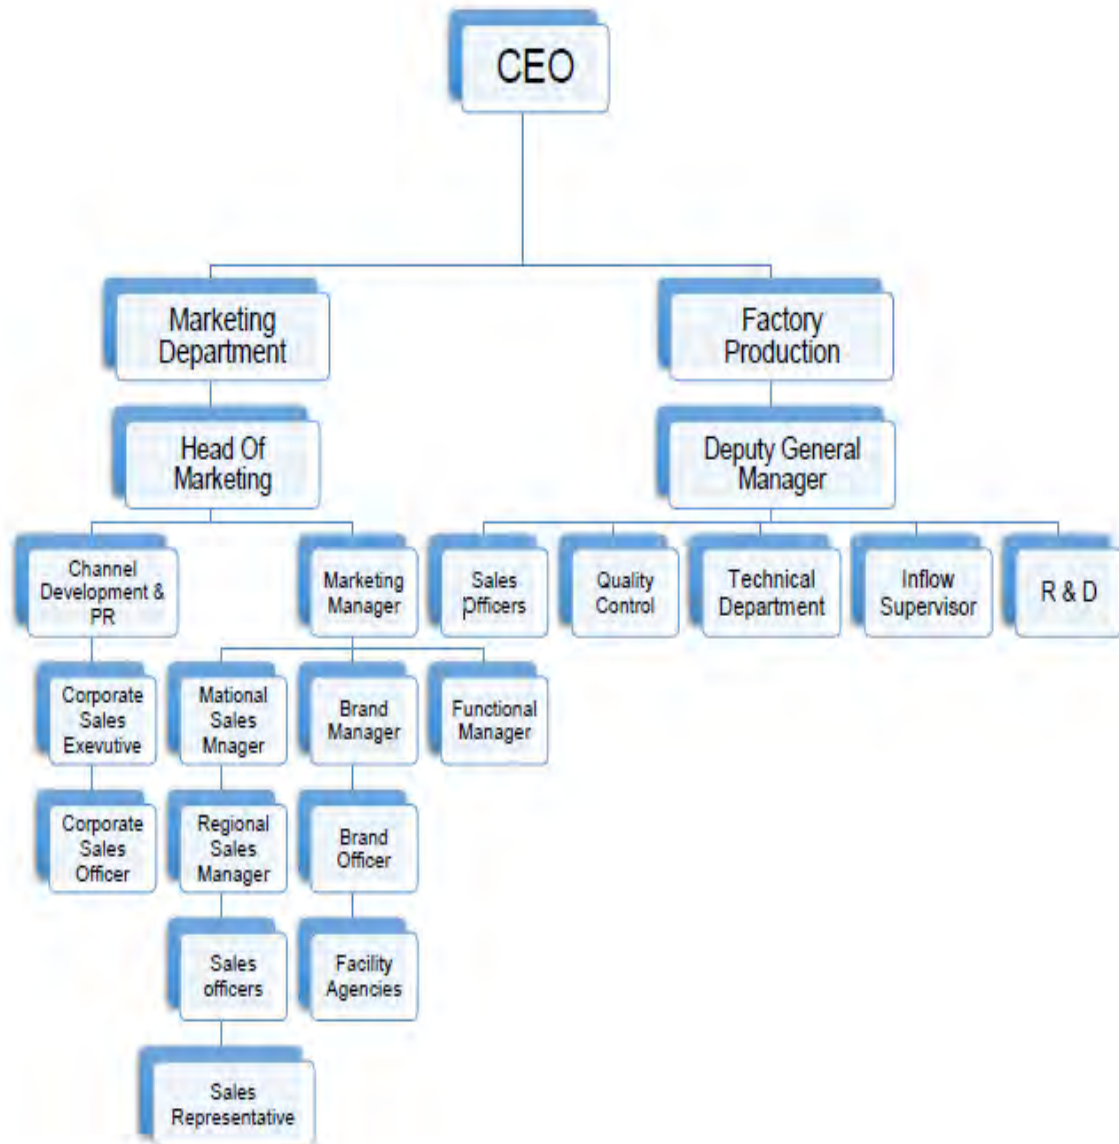 CEO
Marketing
Department
Factory
Production
Head Of
Marketing
Deputy General
Manager
Channel
Development &
PR
Marketing
Manager
Sales
Officers
Quality
Control
Technical
Department
Inflow
Supervisor
R & D
Corporate
Sales
Exevutive
Mational
Sales
Mnager
Brand
Manager
Functional
Manager
Corporate
Sales
Officer
Regional
Sales
Manager
Brand
Officer
Sales
officers
Facility
Agencies
Sales
Representative